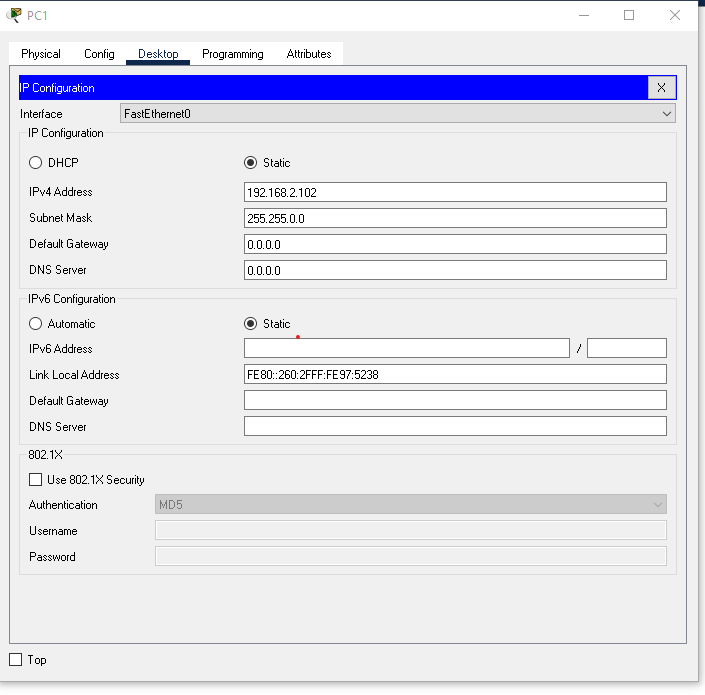 PC1
Physical Config Desktop Programming Attributes
IP Configuration X
Interface FastEthernet0
IP Configuration
DHCP Static
IPv4 Address 192.168.2.102
Subnet Mask 255.255.0.0
Default Gateway 0.0.0.0
DNS Server 0.0.0.0
IPv6 Configuration
Automatic Static
IPv6 Address /
Link Local Address FE80::260:2FFF:FE97:5238
Default Gateway
DNS Server
802.1X
Use 802.1X Security
Authentication MD5
Username
Password
Top